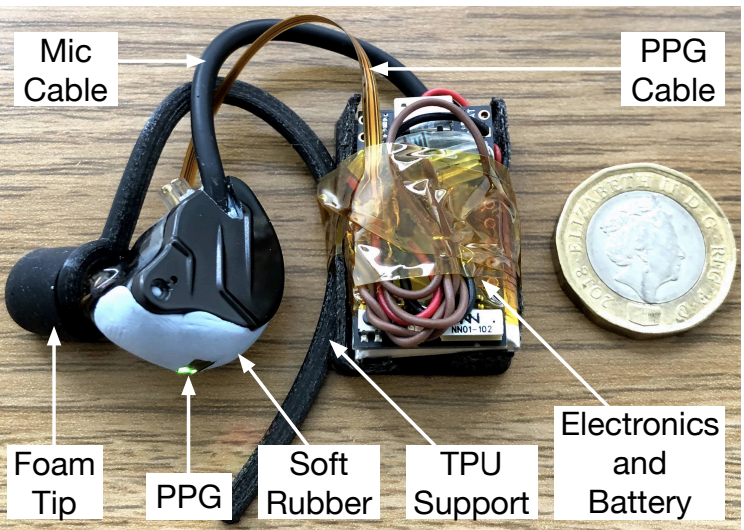 Mic
Cable
PPG
Cable
ELIZABETH II D G REG F D
2018
NN01-102
Foam
Tip
PPG
Soft
Rubber
TPU
Support
Electronics
and
Battery